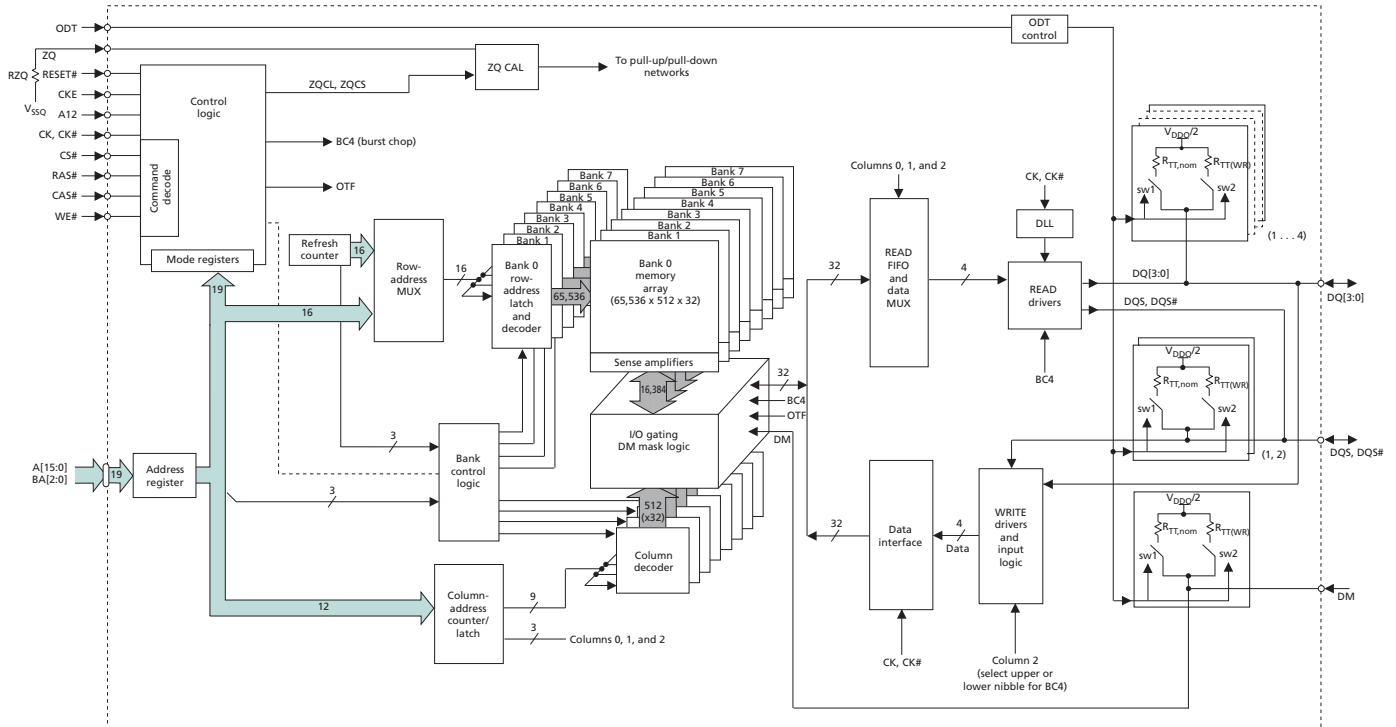 ODT
ODT
control
ZQ
RZQ
RESET#
ZQ CAL
To pull-up/pull-down
networks
CKE
ZQCL, ZQCS
VSSQ
A12
Control
logic
CK, CK#
BC4 (burst chop)
CS#
RAS#
OTF
CAS#
WE#
Command
decode
Mode registers
Refresh
counter
16
19
16
Row-
address
MUX
16
Bank 7
Bank 6
Bank 5
Bank 4
Bank 3
Bank 2
Bank 1
Bank 0
row-
address
latch
and
decoder
65,536
Bank 7
Bank 6
Bank 5
Bank 4
Bank 3
Bank 2
Bank 1
Bank 0
memory
array
(65,536 x 512 x 32)
Sense amplifiers
16,384
I/O gating
DM mask logic
32
BC4
OTF
DM
512
(x32)
Column
decoder
3
Bank
control
logic
3
A[15:0]
BA[2:0]
19
Address
register
12
Column-
address
counter/
latch
9
3
Columns 0, 1, and 2
Columns 0, 1, and 2
32
READ
FIFO
and
data
MUX
4
CK, CK#
DLL
READ
drivers
BC4
DQ[3:0]
DQS, DQS#
32
Data
interface
4
Data
WRITE
drivers
and
input
logic
CK, CK#
Column 2
(select upper or
lower nibble for BC4)
VDDQ/2
RTT,nom
RTT(WR)
sw1
sw2
(1 . . . 4)
DQ[3:0]
VDDQ/2
RTT,nom
RTT(WR)
sw1
sw2
(1, 2)
DQS, DQS#
VDDQ/2
RTT,nom
RTT(WR)
sw1
sw2
DM